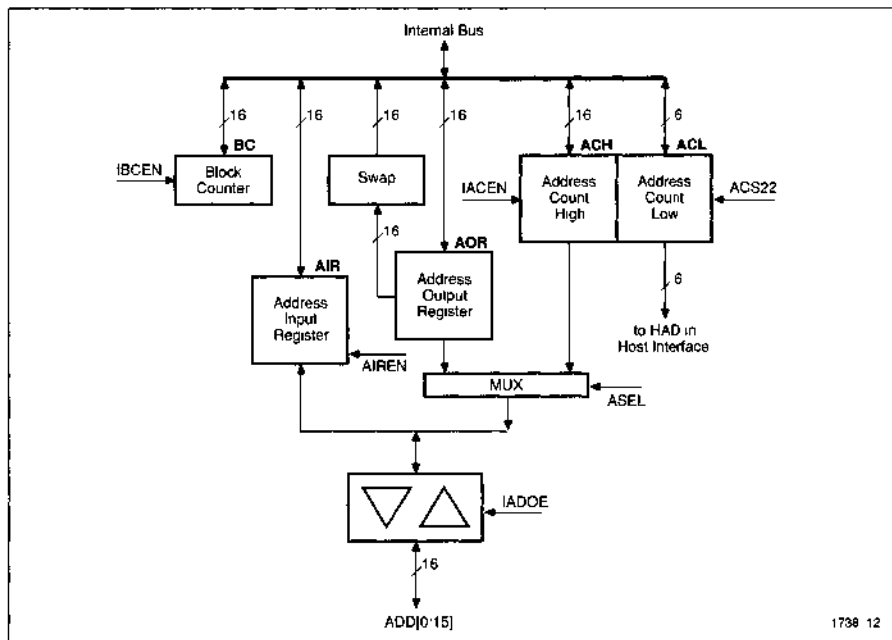 Internal Bus
16
16
16
16
16
6
BC
ACH
ACL
IBCEN
Block
Counter
Swap
IACEN
Address
Count
High
Address
Count
Low
ACS22
16
AOR
AIR
Address
Input
Register
Address
Output
Register
6
to HAD in
Host Interface
AIREN
MUX
ASEL
IADOE
16
ADD[0:15]
1738 12